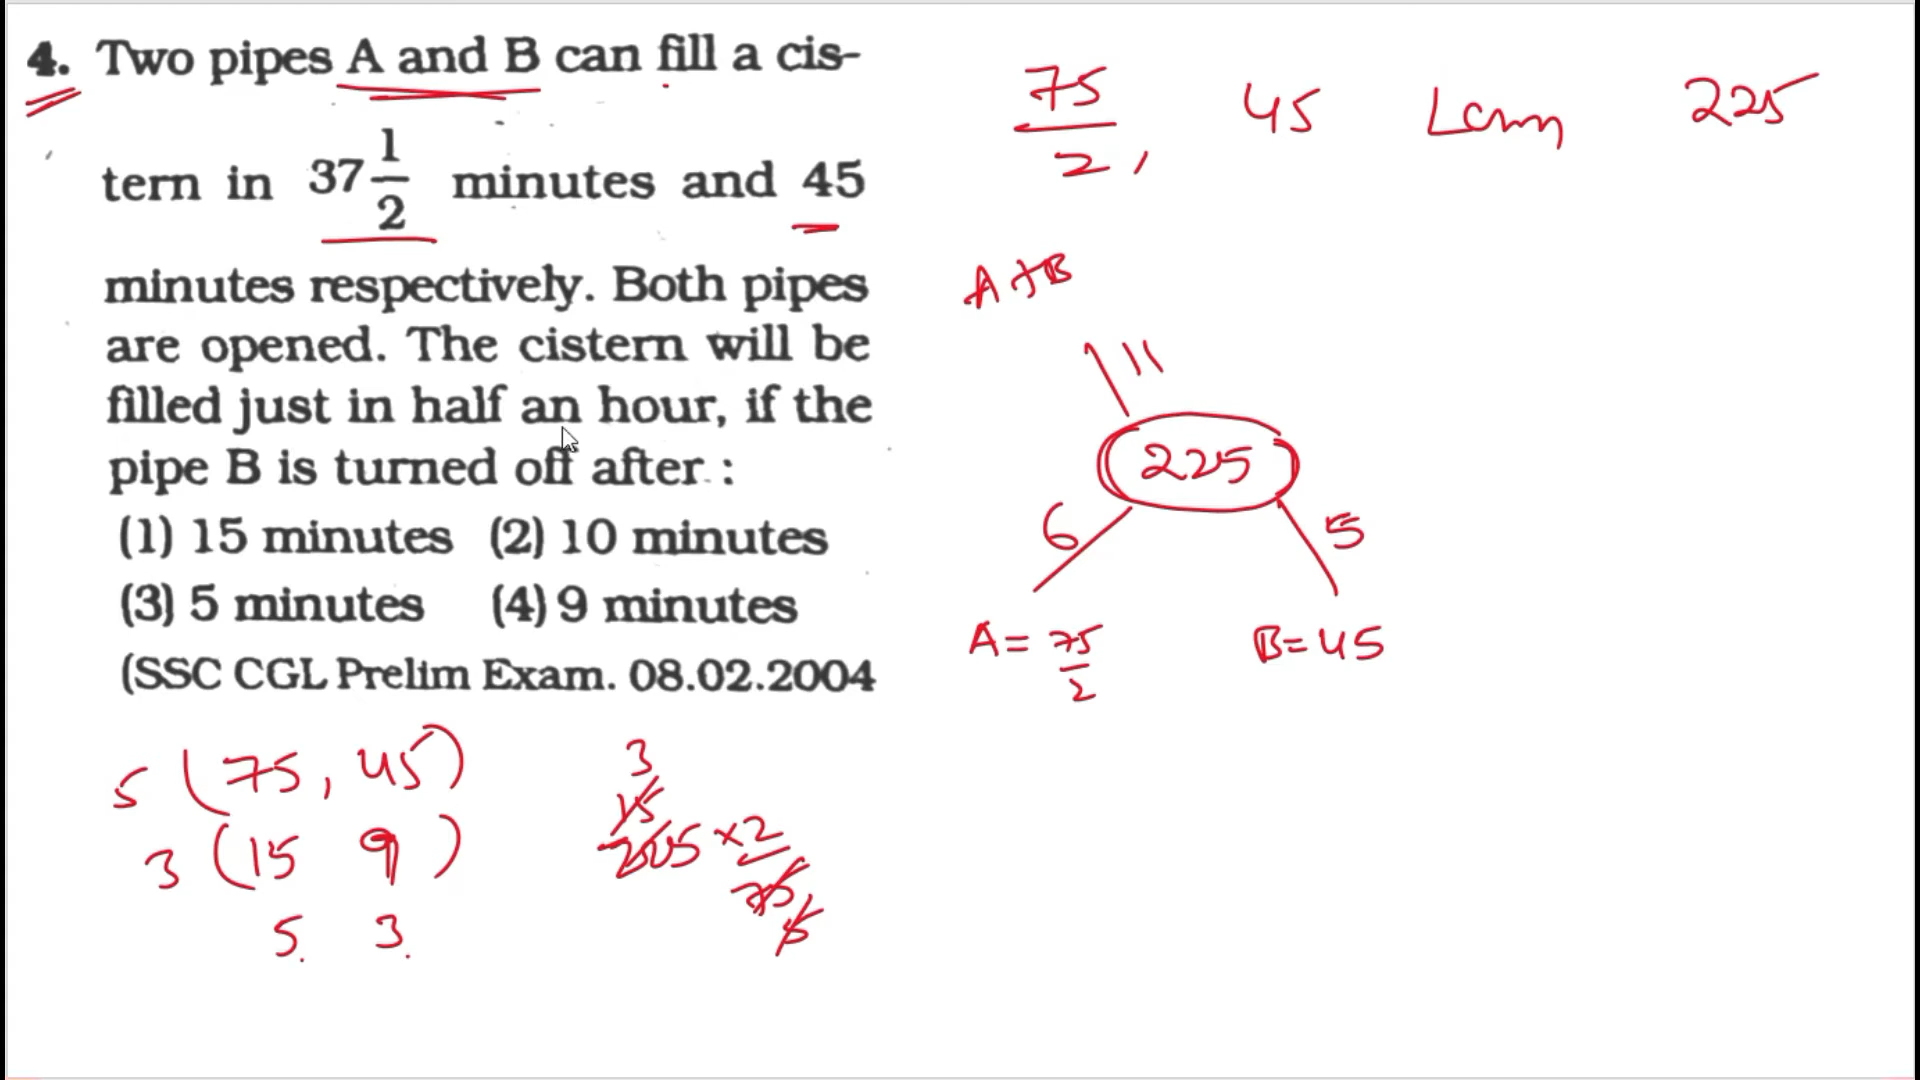 4. Two pipes A and B can fill a cis-
tern in 37 1/2 minutes and 45
minutes respectively. Both pipes
are opened. The cistern will be
filled just in half an hour, if the
pipe B is turned off after :
(1) 15 minutes (2) 10 minutes
(3) 5 minutes (4) 9 minutes
(SSC CGL Prelim Exam. 08.02.2004
75/2, 45 Lcm 225
A+B
11
225
6 5
A = 75/2 B = 45
5 (75, 45)
3 (15 9)
5. 3.
3
15
225 × 2
75
5